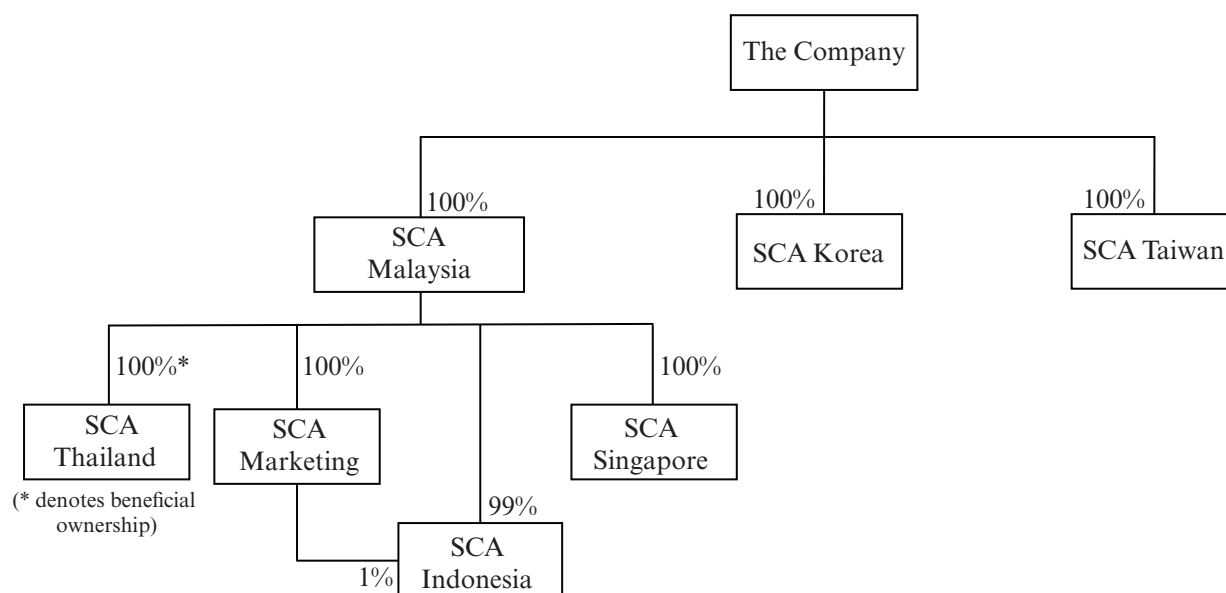 The Company
100%
100%
100%
SCA
Malaysia
SCA Korea
SCA Taiwan
100%*
100%
100%
SCA
Thailand
SCA
Marketing
SCA
Singapore
(* denotes beneficial
ownership)
99%
1%
SCA
Indonesia